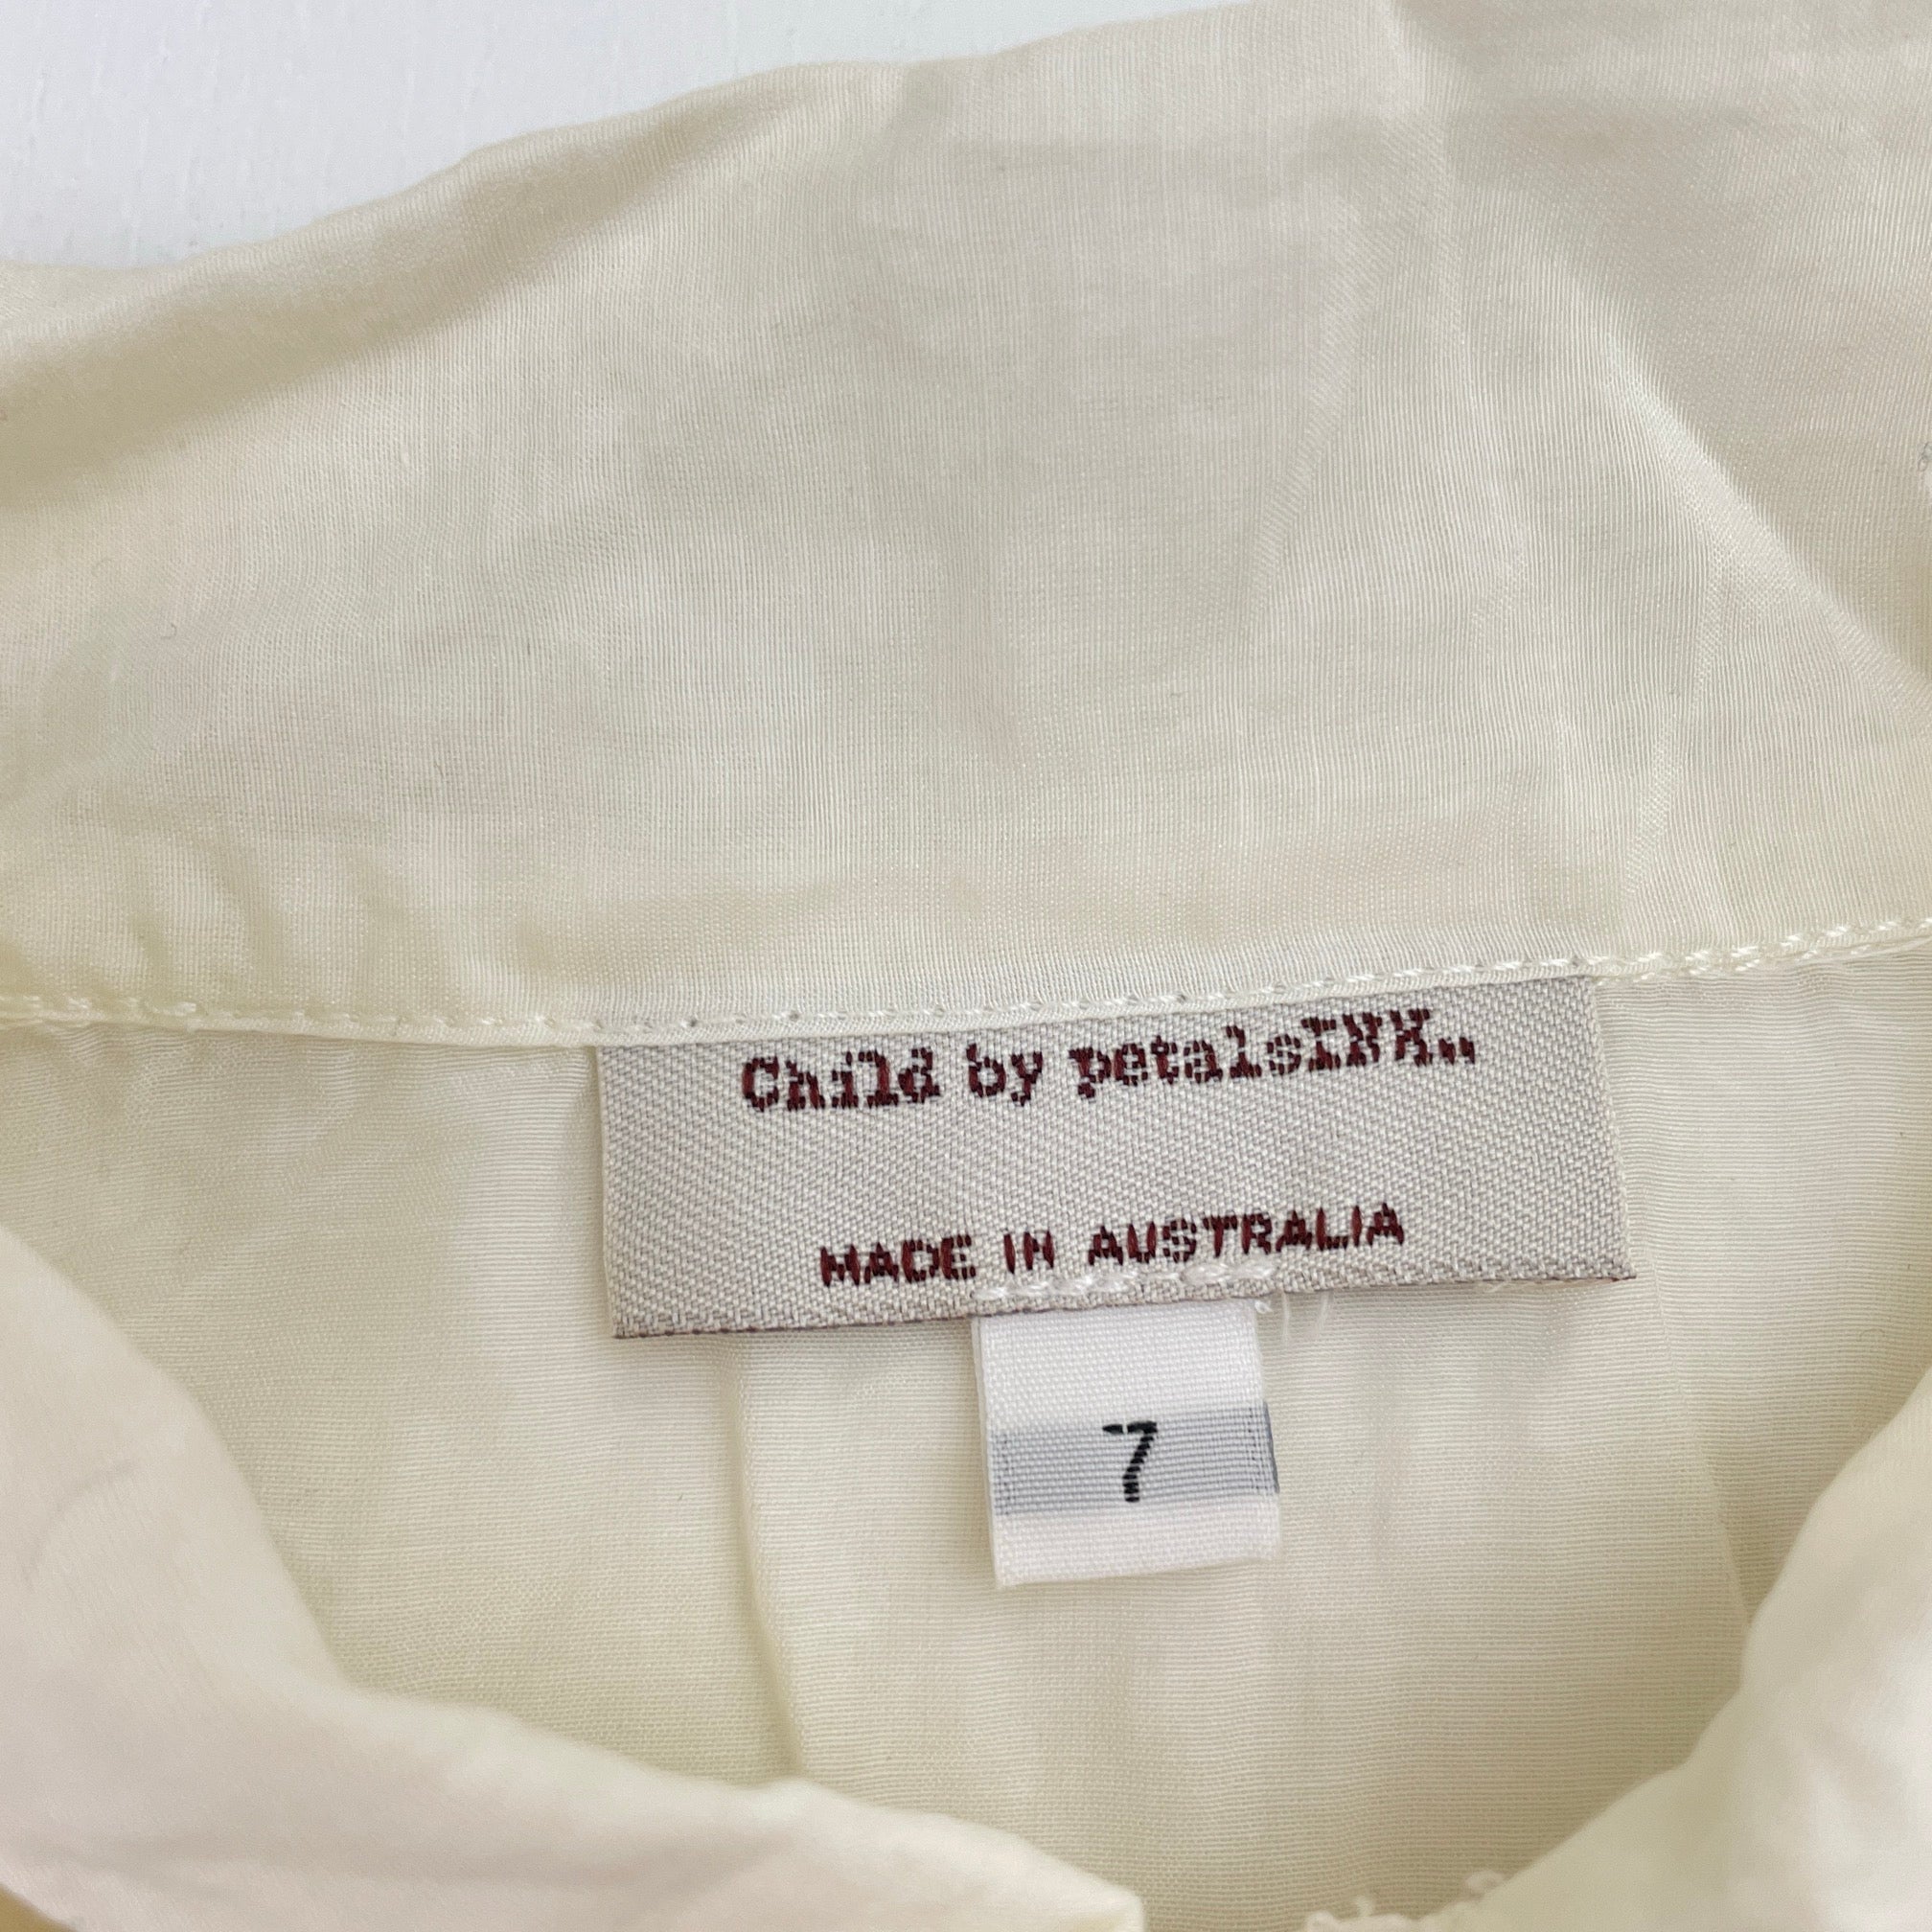 Child by petalsINK..
MADE IN AUSTRALIA
7